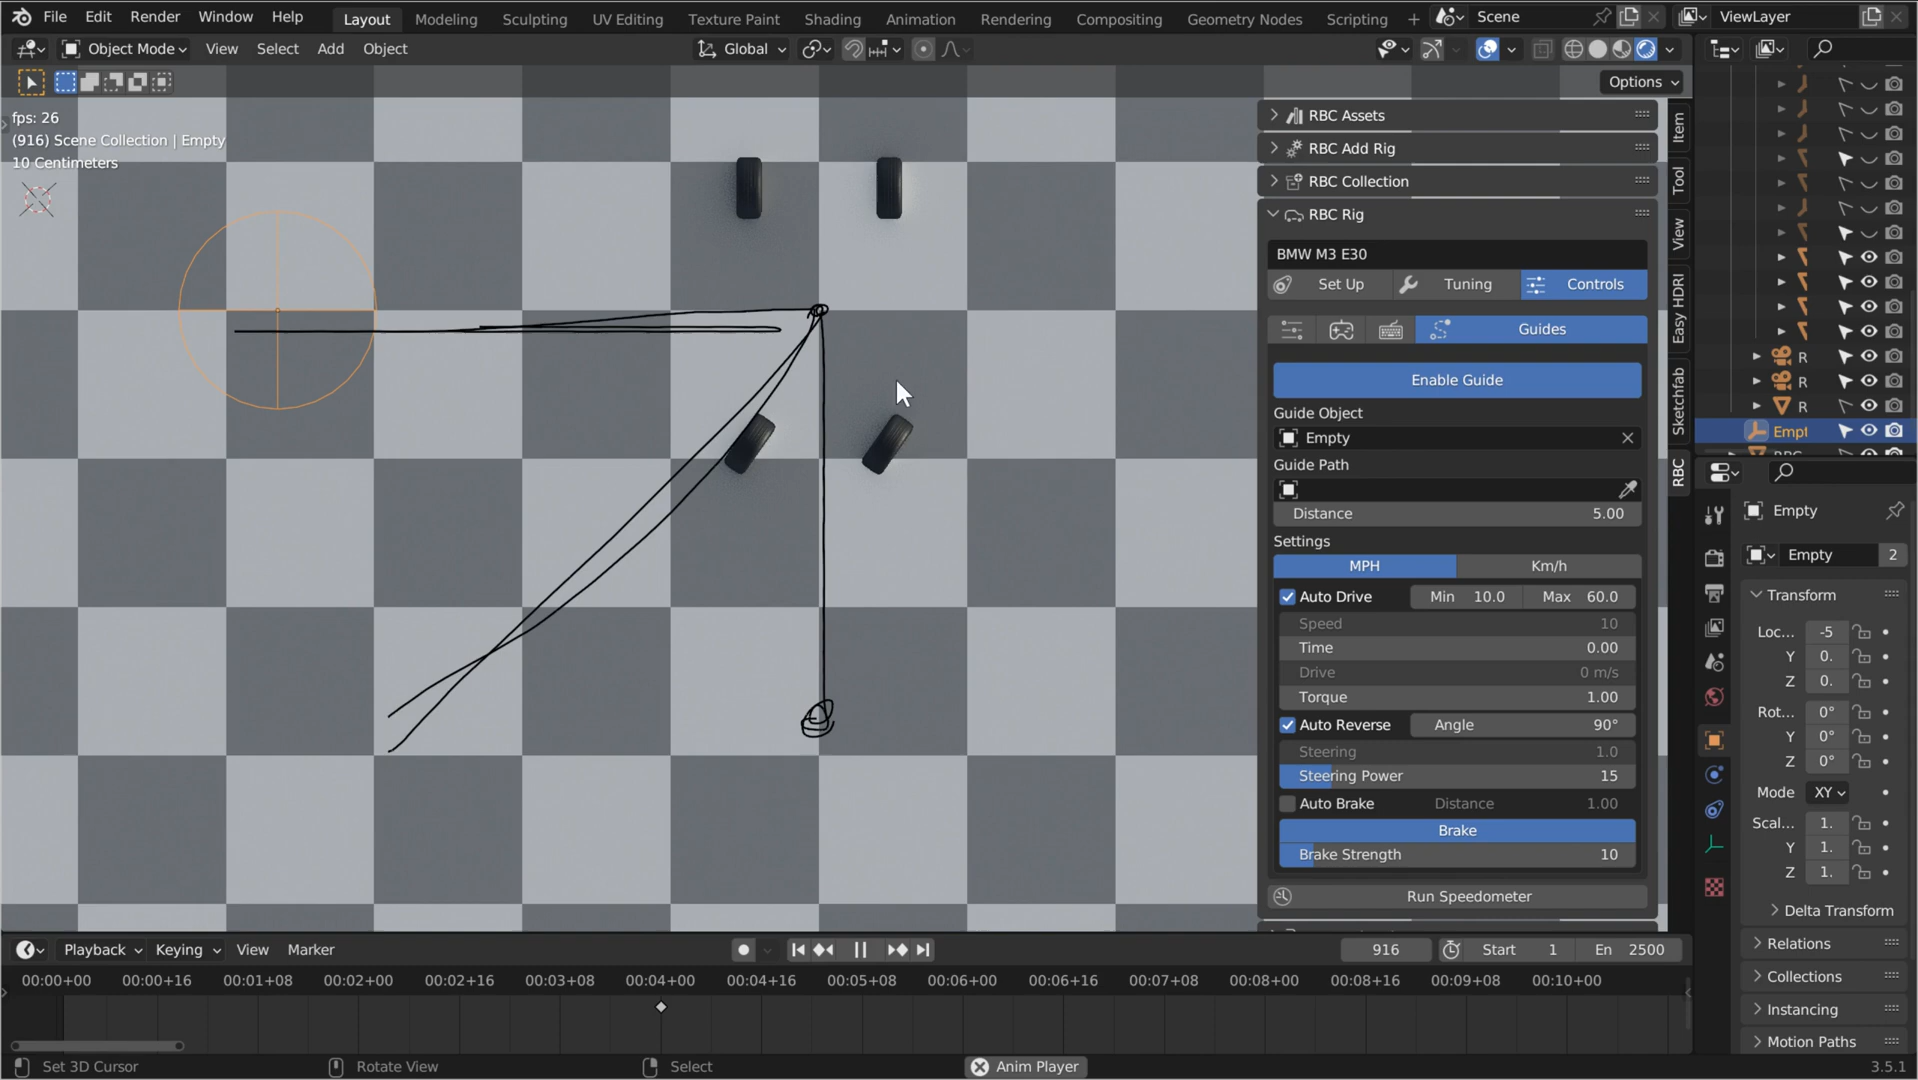 File Edit Render Window Help Layout Modeling Sculpting UV Editing Texture Paint Shading Animation Rendering Compositing Geometry Nodes Scripting + Scene ViewLayer
Object Mode View Select Add Object Global
Options
fps: 26
(916) Scene Collection | Empty
10 Centimeters
RBC Assets
RBC Add Rig
RBC Collection
RBC Rig
BMW M3 E30
Set Up Tuning Controls
Guides
Enable Guide
Guide Object
Empty
Guide Path
Distance 5.00
Settings
MPH Km/h
Auto Drive Min 10.0 Max 60.0
Speed 10
Time 0.00
Drive 0 m/s
Torque 1.00
Auto Reverse Angle 90°
Steering 1.0
Steering Power 15
Auto Brake Distance 1.00
Brake
Brake Strength 10
Run Speedometer
Item
Tool
View
Easy HDRI
Sketchfab
RBC
R
R
R
Empt
Empty
Empty 2
Transform
Loc... -5
Y 0.
Z 0.
Rot... 0°
Y 0°
Z 0°
Mode XY
Scal... 1.
Y 1.
Z 1.
Delta Transform
Relations
Collections
Instancing
Motion Paths
Playback Keying View Marker 916 Start 1 En 2500
00:00+00 00:00+16 00:01+08 00:02+00 00:02+16 00:03+08 00:04+00 00:04+16 00:05+08 00:06+00 00:06+16 00:07+08 00:08+00 00:08+16 00:09+08 00:10+00
Set 3D Cursor Rotate View Select Anim Player 3.5.1